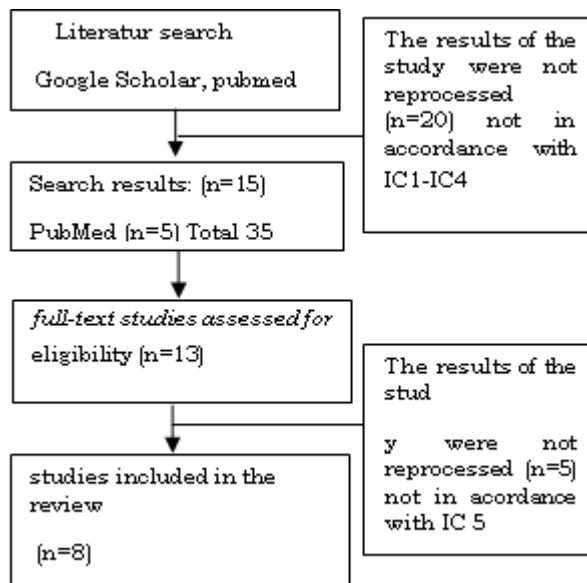 Literatur search
Google Scholar, pubmed
The results of the
study were not
reprocessed
(n=20) not in
accordance with
IC1-IC4
Search results: (n=15)
PubMed (n=5) Total 35
full-text studies assessed for
eligibility (n=13)
The results of the
stud
y were not
reprocessed (n=5)
not in acordance
with IC 5
studies included in the
review
(n=8)